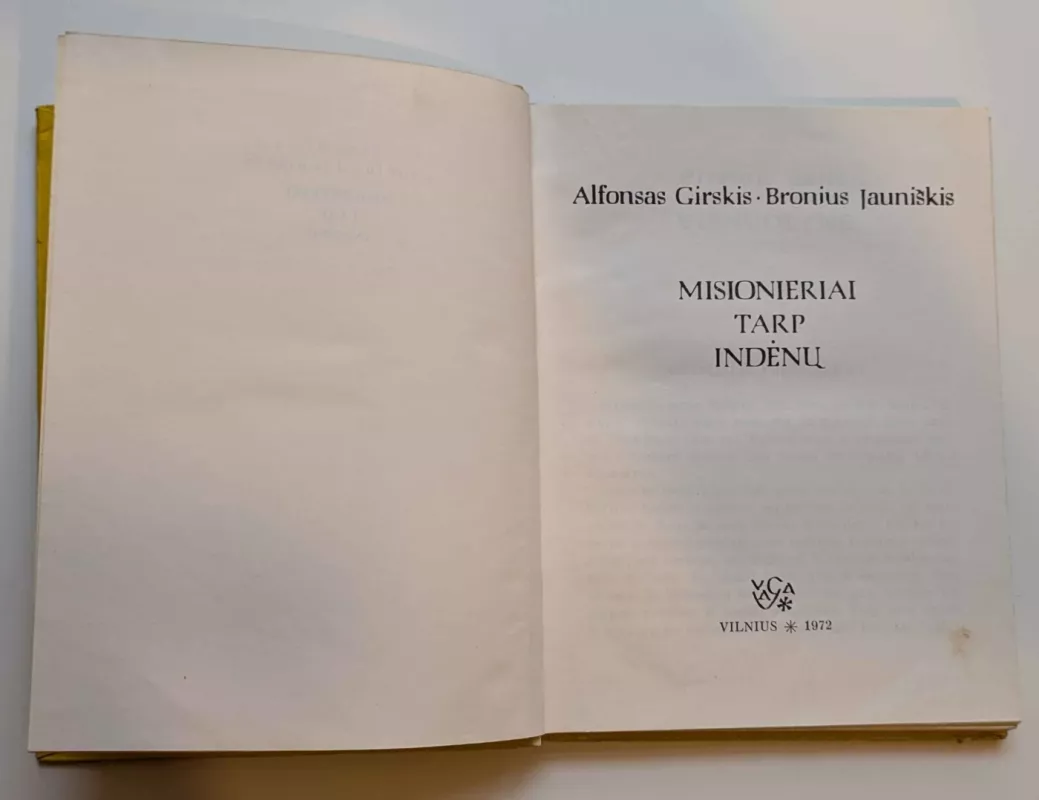 Alfonsas Girskis · Bronius Jauniškis
MISIONIERIAI
TARP
INDĖNŲ
VAGA
VILNIUS * 1972